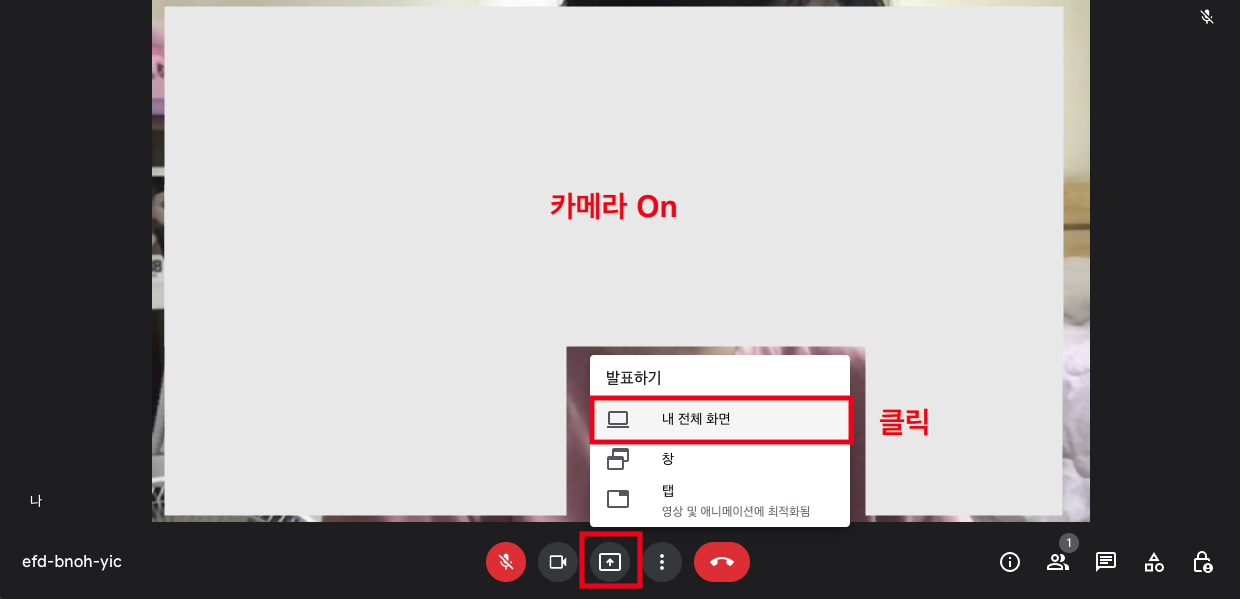 카메라 On
발표하기
내 전체 화면
클릭
창
탭
영상 및 애니메이션에 최적화됨
나
efd-bnoh-yic
1